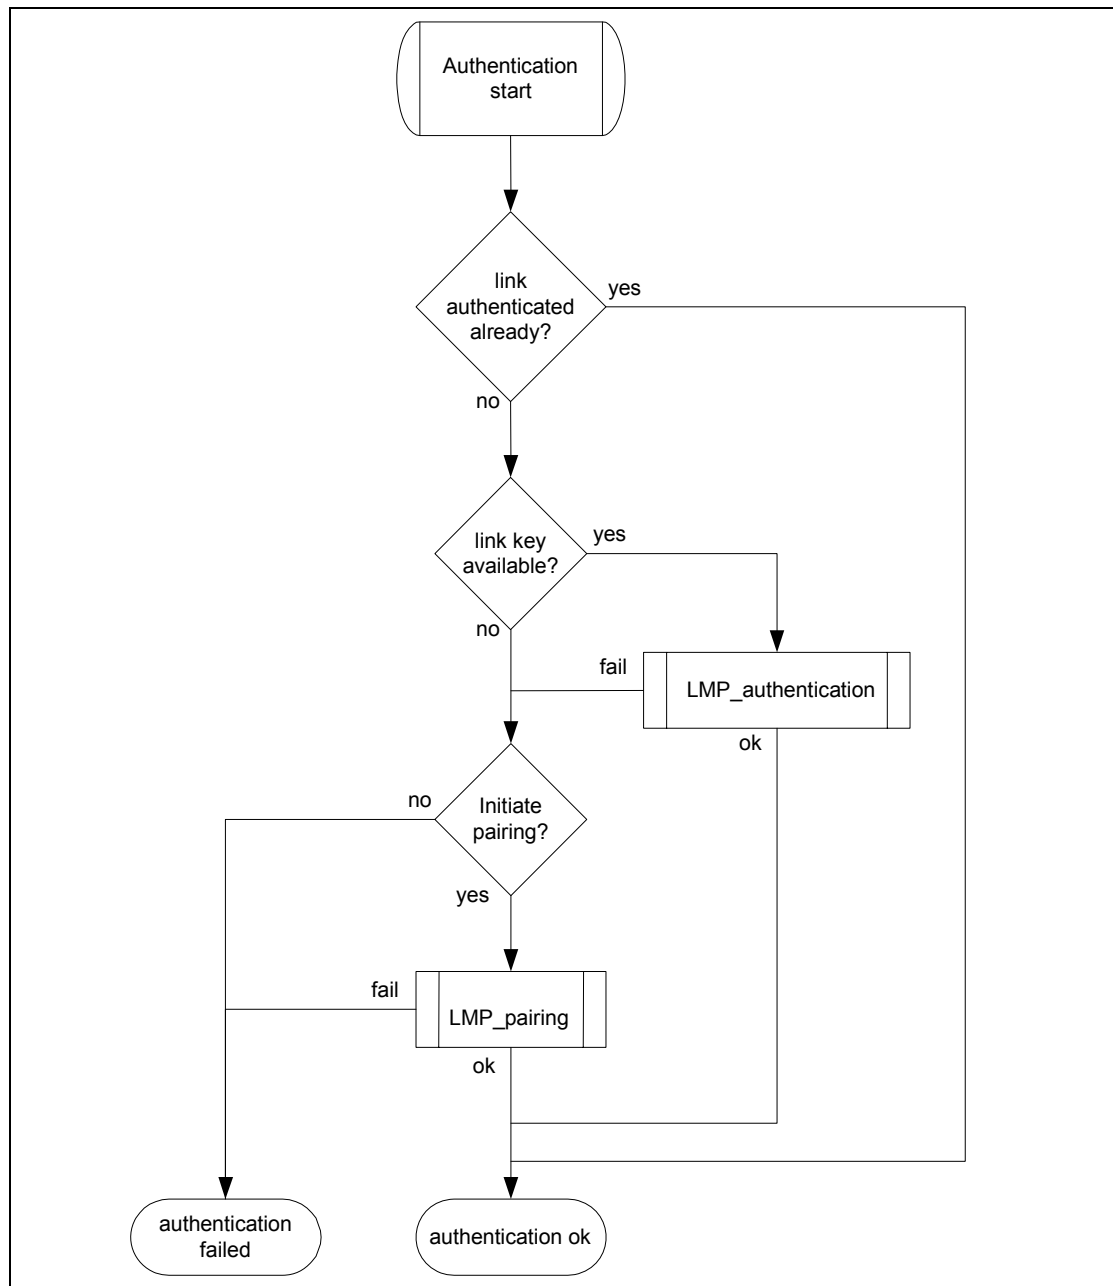 Authentication
start
link
authenticated
already?
yes
no
link key
available?
yes
no
fail
LMP_authentication
ok
no
Initiate
pairing?
yes
fail
LMP_pairing
ok
authentication
failed
authentication ok